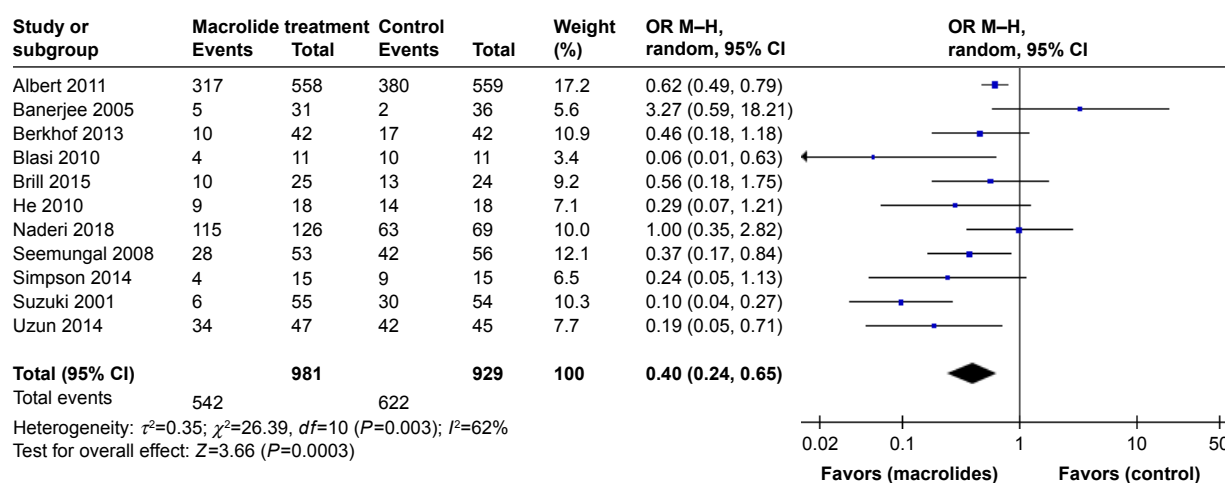 Study or Macrolide treatment Control Weight OR M–H, OR M–H,
subgroup Events Total Events Total (%) random, 95% CI random, 95% CI
Albert 2011 317 558 380 559 17.2 0.62 (0.49, 0.79)
Banerjee 2005 5 31 2 36 5.6 3.27 (0.59, 18.21)
Berkhof 2013 10 42 17 42 10.9 0.46 (0.18, 1.18)
Blasi 2010 4 11 10 11 3.4 0.06 (0.01, 0.63)
Brill 2015 10 25 13 24 9.2 0.56 (0.18, 1.75)
He 2010 9 18 14 18 7.1 0.29 (0.07, 1.21)
Naderi 2018 115 126 63 69 10.0 1.00 (0.35, 2.82)
Seemungal 2008 28 53 42 56 12.1 0.37 (0.17, 0.84)
Simpson 2014 4 15 9 15 6.5 0.24 (0.05, 1.13)
Suzuki 2001 6 55 30 54 10.3 0.10 (0.04, 0.27)
Uzun 2014 34 47 42 45 7.7 0.19 (0.05, 0.71)
Total (95% CI) 981 929 100 0.40 (0.24, 0.65)
Total events 542 622
Heterogeneity: τ²=0.35; χ²=26.39, df=10 (P=0.003); I²=62%
Test for overall effect: Z=3.66 (P=0.0003)
0.02 0.1 1 10 50
Favors (macrolides) Favors (control)